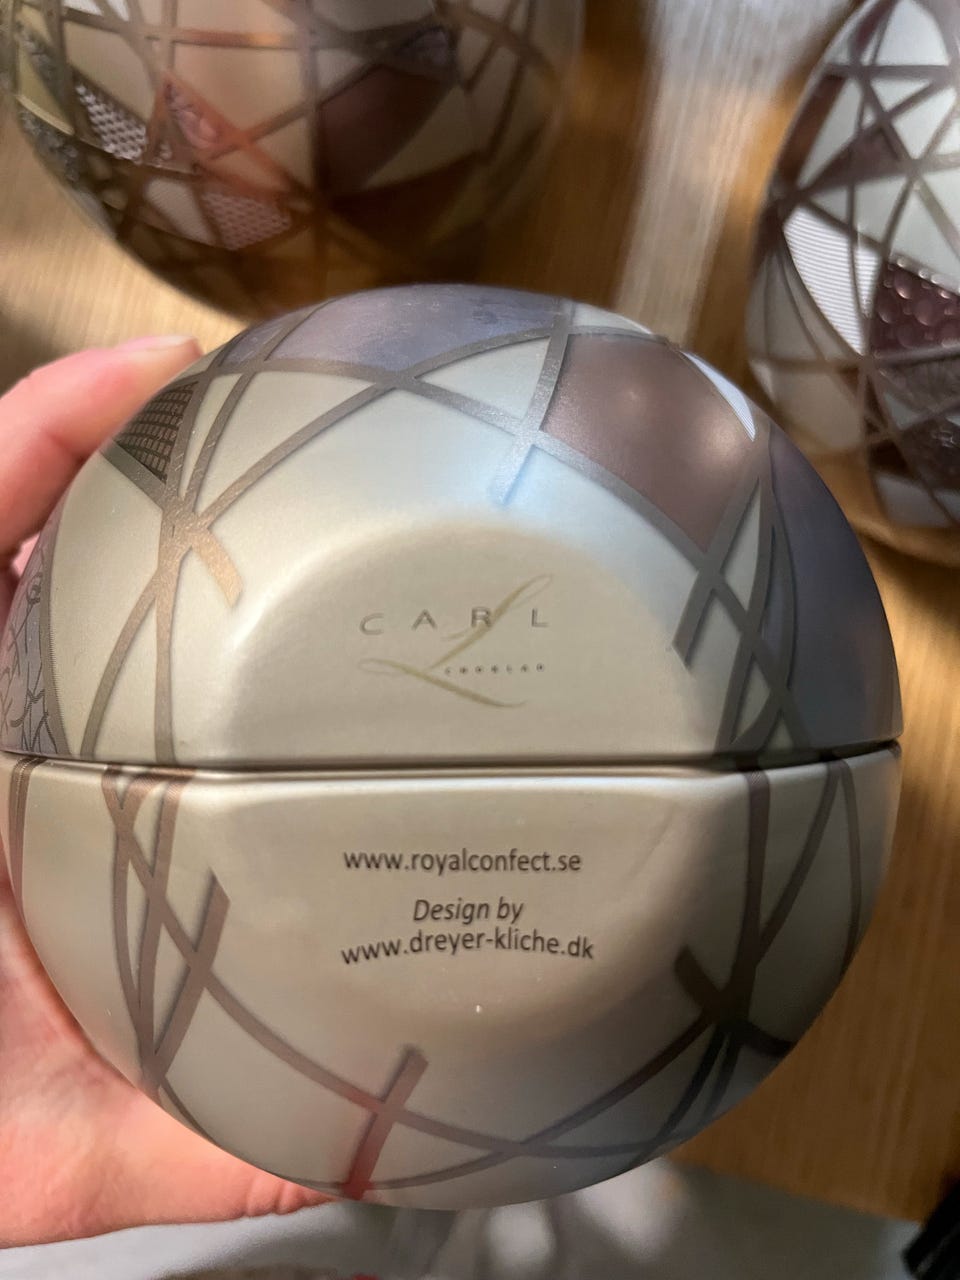 CARL
www.royalconfect.se
Design by
www.dreyer-kliche.dk